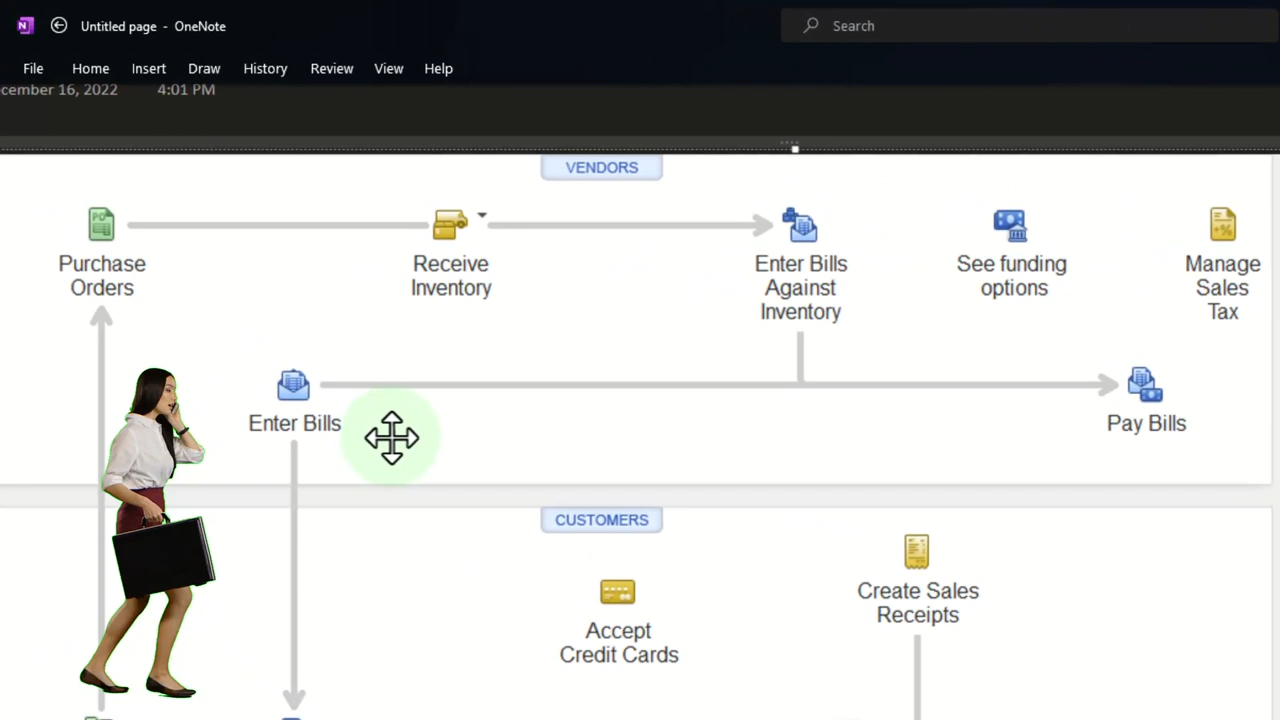 Untitled page - OneNote
Search
File Home Insert Draw History Review View Help
cember 16, 2022 4:01 PM
VENDORS
PO
Purchase
Orders
Receive
Inventory
Enter Bills
Against
Inventory
See funding
options
Manage
Sales
Tax
Enter Bills
Pay Bills
CUSTOMERS
Create Sales
Receipts
Accept
Credit Cards